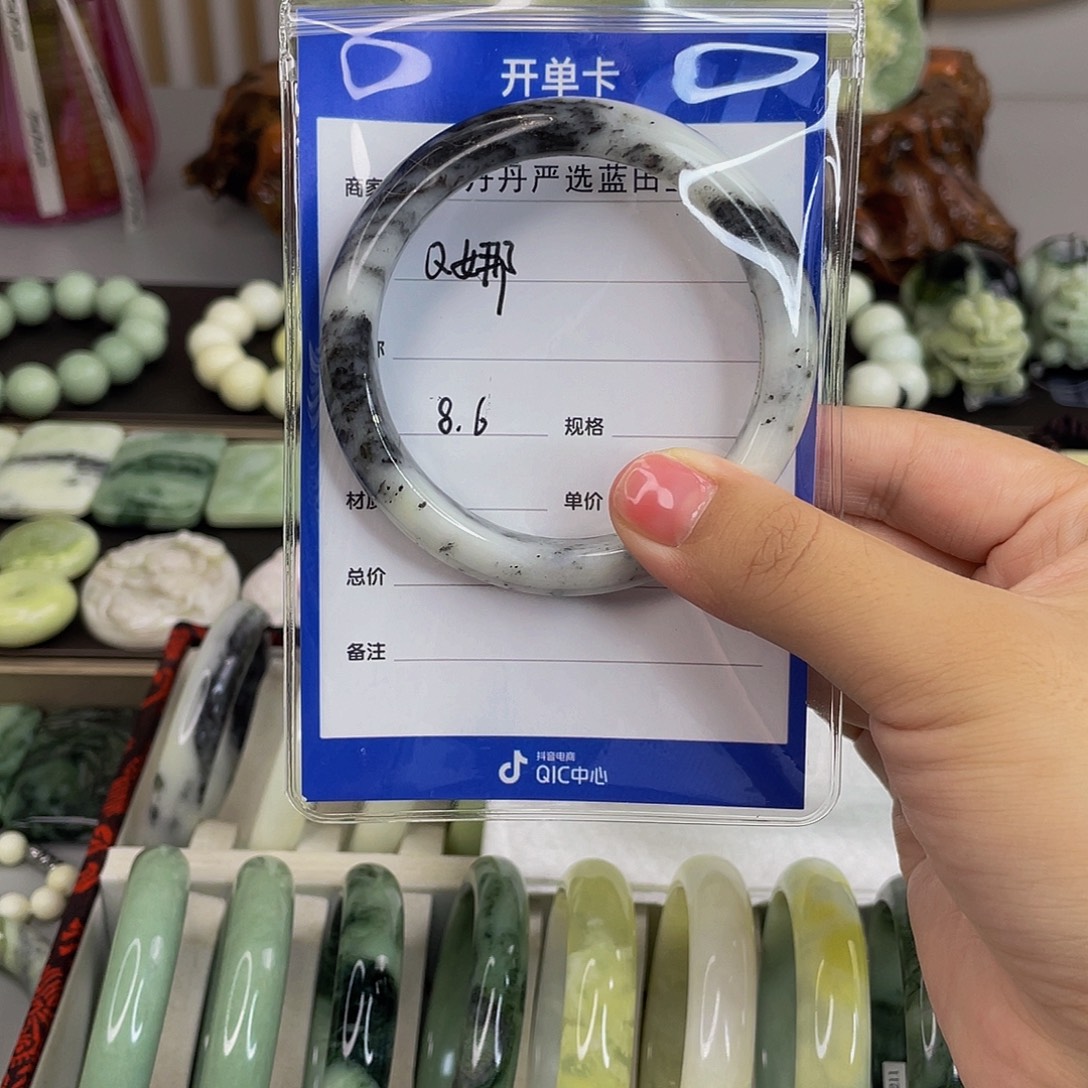 开单卡
商家 丹丹严选蓝田
Q娜
8.6 规格
材质 单价
总价
备注
抖音电商
QIC中心